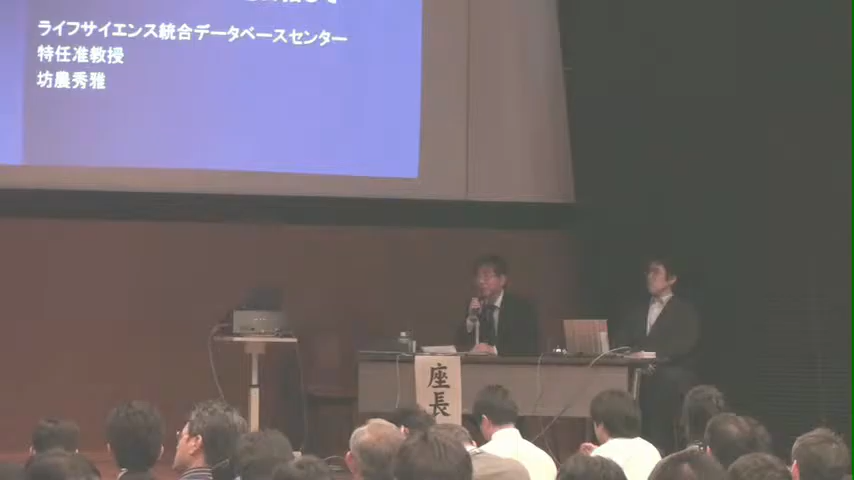 ライフサイエンス統合データベースセンター
特任准教授
坊農秀雅
座長